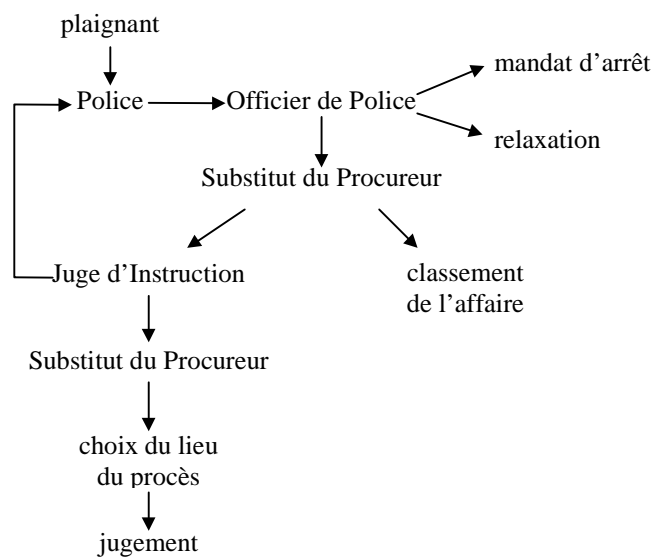 plaignant
mandat d’arrêt
Police
Officier de Police
relaxation
Substitut du Procureur
Juge d’Instruction
classement
de l’affaire
Substitut du Procureur
choix du lieu
du procès
jugement